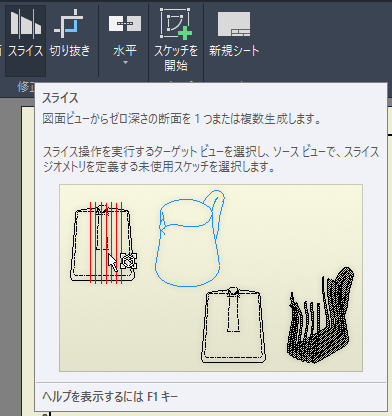 スライス 切り抜き 水平 スケッチを 開始 新規シート
修正
スライス
図面ビューからゼロ深さの断面を 1 つまたは複数生成します。
スライス操作を実行するターゲット ビューを選択し、ソース ビューで、スライス
ジオメトリを定義する未使用スケッチを選択します。
ヘルプを表示するには F1 キー